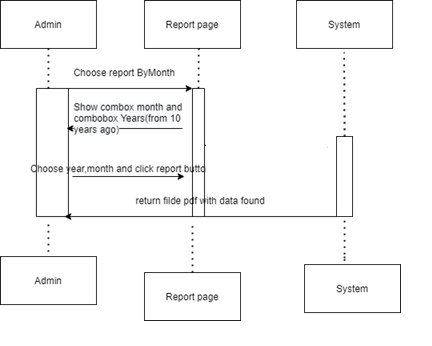 Admin
Report page
System
Choose report ByMonth
Show combox month and
combobox Years(from 10
years ago)
Choose year,month and click report butto
return filde pdf with data found
Admin
Report page
System